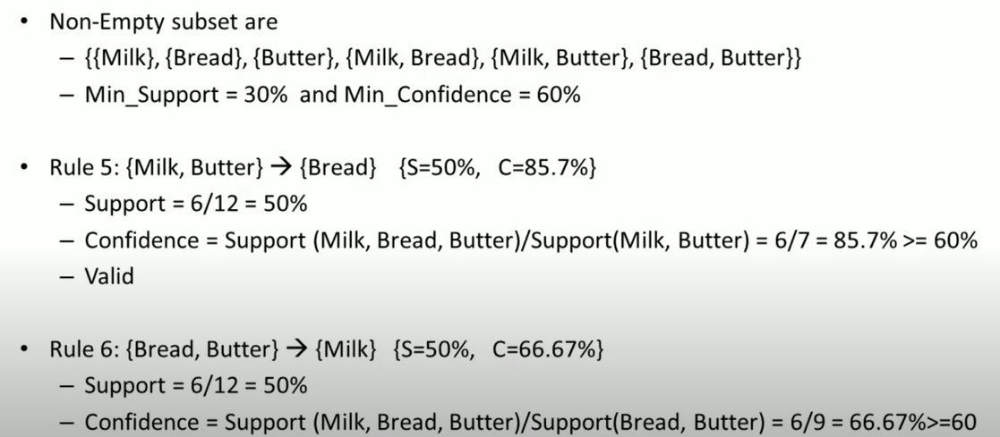 • Non-Empty subset are
– {{Milk}, {Bread}, {Butter}, {Milk, Bread}, {Milk, Butter}, {Bread, Butter}}
– Min_Support = 30% and Min_Confidence = 60%
• Rule 5: {Milk, Butter} → {Bread} {S=50%, C=85.7%}
– Support = 6/12 = 50%
– Confidence = Support (Milk, Bread, Butter)/Support(Milk, Butter) = 6/7 = 85.7% >= 60%
– Valid
• Rule 6: {Bread, Butter} → {Milk} {S=50%, C=66.67%}
– Support = 6/12 = 50%
– Confidence = Support (Milk, Bread, Butter)/Support(Bread, Butter) = 6/9 = 66.67%>=60